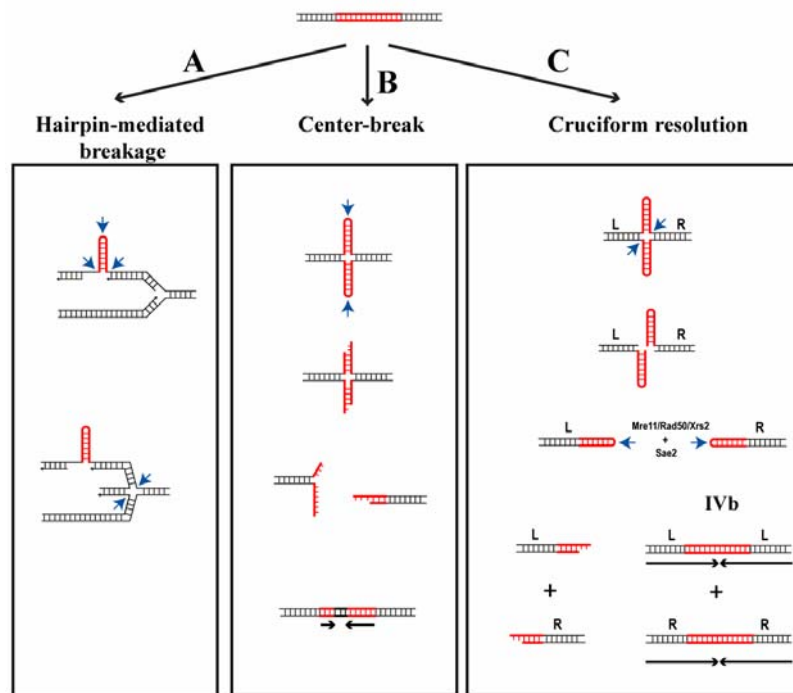 A
B
C
Hairpin-mediated
breakage
Center-break
Cruciform resolution
L R
L R
L Mre11/Rad50/Xrs2 R
+
Sae2
IVb
L L L
+ +
R R R